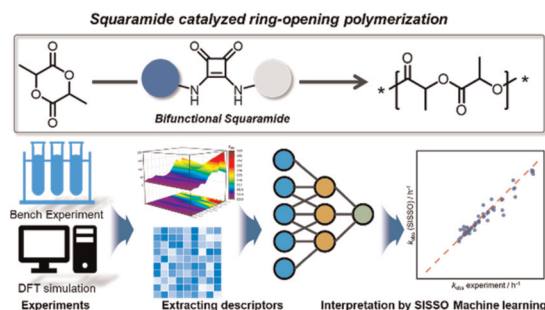 Squaramide catalyzed ring-opening polymerization
O
O
O
O
O
O
N
H
N
H
*
O
O
O
O
*
Bifunctional Squaramide
Bench Experiment
DFT simulation
Experiments
Extracting descriptors
k_obs (SISSO) / h⁻¹
k_obs experiment / h⁻¹
Interpretation by SISSO Machine learning